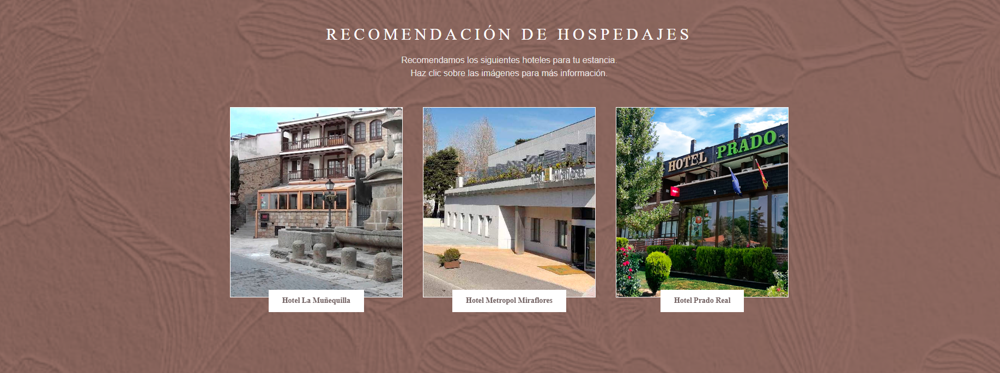 RECOMENDACIÓN DE HOSPEDAJES
Recomendamos los siguientes hoteles para tu estancia.
Haz clic sobre las imágenes para más información.
HOTEL PRADO
Miraflores
Hotel La Muñequilla
Hotel Metropol Miraflores
Hotel Prado Real